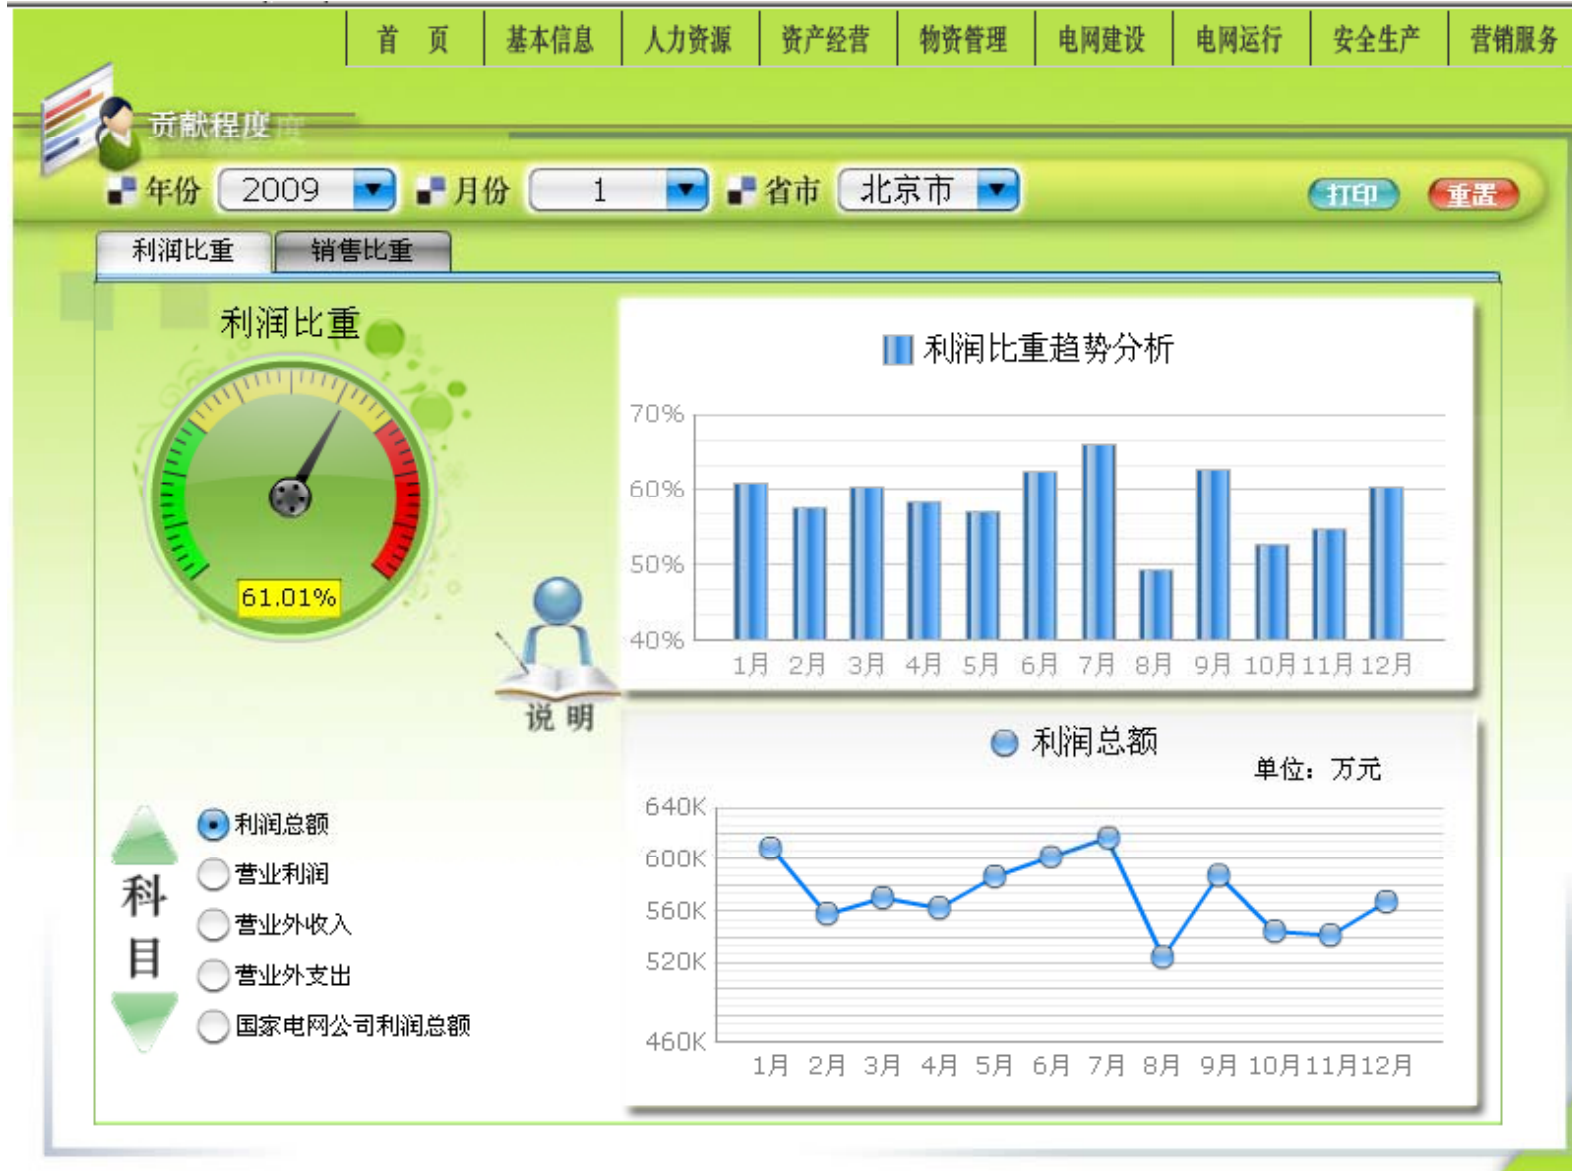 首 页 基本信息 人力资源 资产经营 物资管理 电网建设 电网运行 安全生产 营销服务
贡献程度
年份 2009 月份 1 省市 北京市 打印 重置
利润比重 销售比重
利润比重
61.01%
说 明
利润比重趋势分析
70%
60%
50%
40%
1月 2月 3月 4月 5月 6月 7月 8月 9月 10月 11月 12月
科目
利润总额
营业利润
营业外收入
营业外支出
国家电网公司利润总额
利润总额
单位：万元
640K
600K
560K
520K
460K
1月 2月 3月 4月 5月 6月 7月 8月 9月 10月 11月 12月